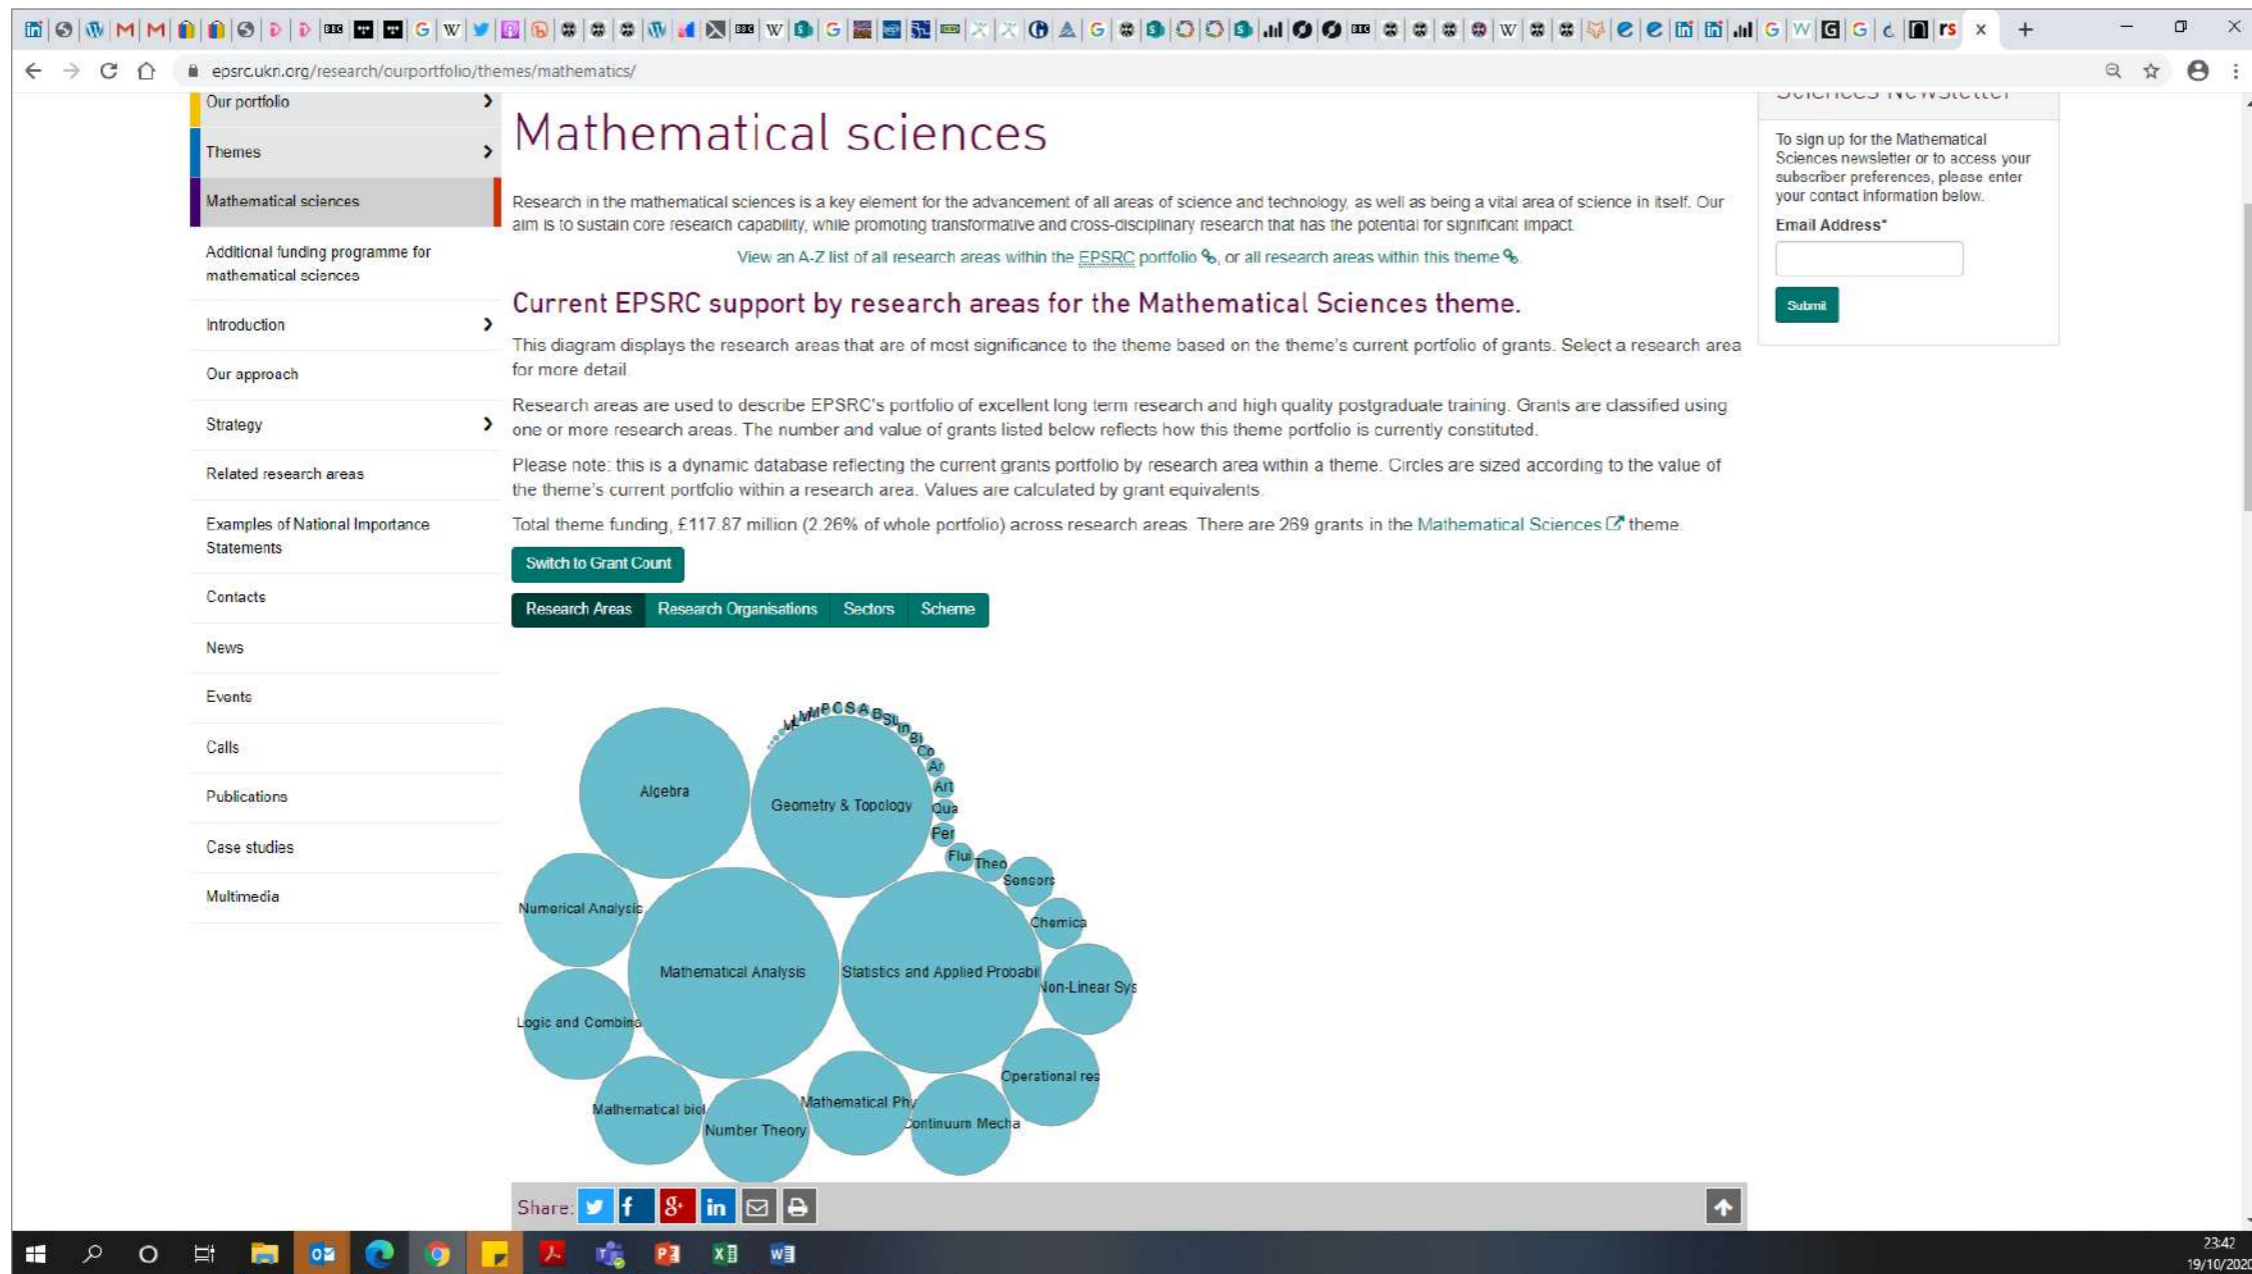 epsrc.ukri.org/research/ourportfolio/themes/mathematics/
Our portfolio
Themes
Mathematical sciences
Additional funding programme for
mathematical sciences
Introduction
Our approach
Strategy
Related research areas
Examples of National Importance
Statements
Contacts
News
Events
Calls
Publications
Case studies
Multimedia
Mathematical sciences
Research in the mathematical sciences is a key element for the advancement of all areas of science and technology, as well as being a vital area of science in itself. Our
aim is to sustain core research capability, while promoting transformative and cross-disciplinary research that has the potential for significant impact.
View an A-Z list of all research areas within the EPSRC portfolio, or all research areas within this theme.
Current EPSRC support by research areas for the Mathematical Sciences theme.
This diagram displays the research areas that are of most significance to the theme based on the theme's current portfolio of grants. Select a research area
for more detail.
Research areas are used to describe EPSRC's portfolio of excellent long term research and high quality postgraduate training. Grants are classified using
one or more research areas. The number and value of grants listed below reflects how this theme portfolio is currently constituted.
Please note: this is a dynamic database reflecting the current grants portfolio by research area within a theme. Circles are sized according to the value of
the theme's current portfolio within a research area. Values are calculated by grant equivalents.
Total theme funding, £117.87 million (2.26% of whole portfolio) across research areas. There are 269 grants in the Mathematical Sciences theme.
Switch to Grant Count
Research Areas Research Organisations Sectors Scheme
P C S A B Su
In
Bi
Co
Ar
Art
Qua
Per
Flui
Theo
Sensors
Chemica
Algebra
Geometry & Topology
Numerical Analysis
Mathematical Analysis
Statistics and Applied Probabi
Non-Linear Sys
Logic and Combina
Operational res
Mathematical biol
Mathematical Phy
Number Theory
Continuum Mecha
Share:
Sciences Newsletter
To sign up for the Mathematical
Sciences newsletter or to access your
subscriber preferences, please enter
your contact information below.
Email Address*
Submit
23:42
19/10/2020